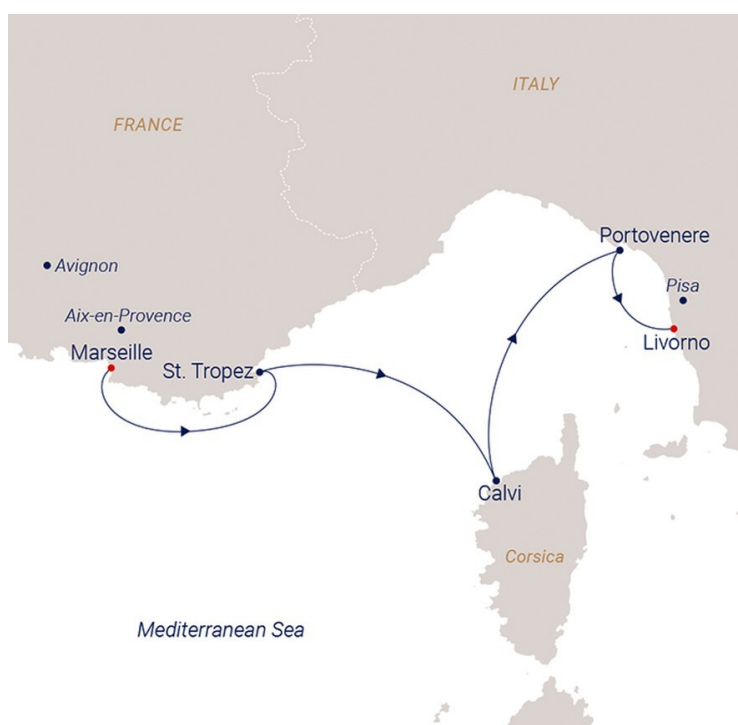 ITALY
FRANCE
Portovenere
Avignon
Pisa
Aix-en-Provence
Livorno
Marseille
St. Tropez
Calvi
Corsica
Mediterranean Sea